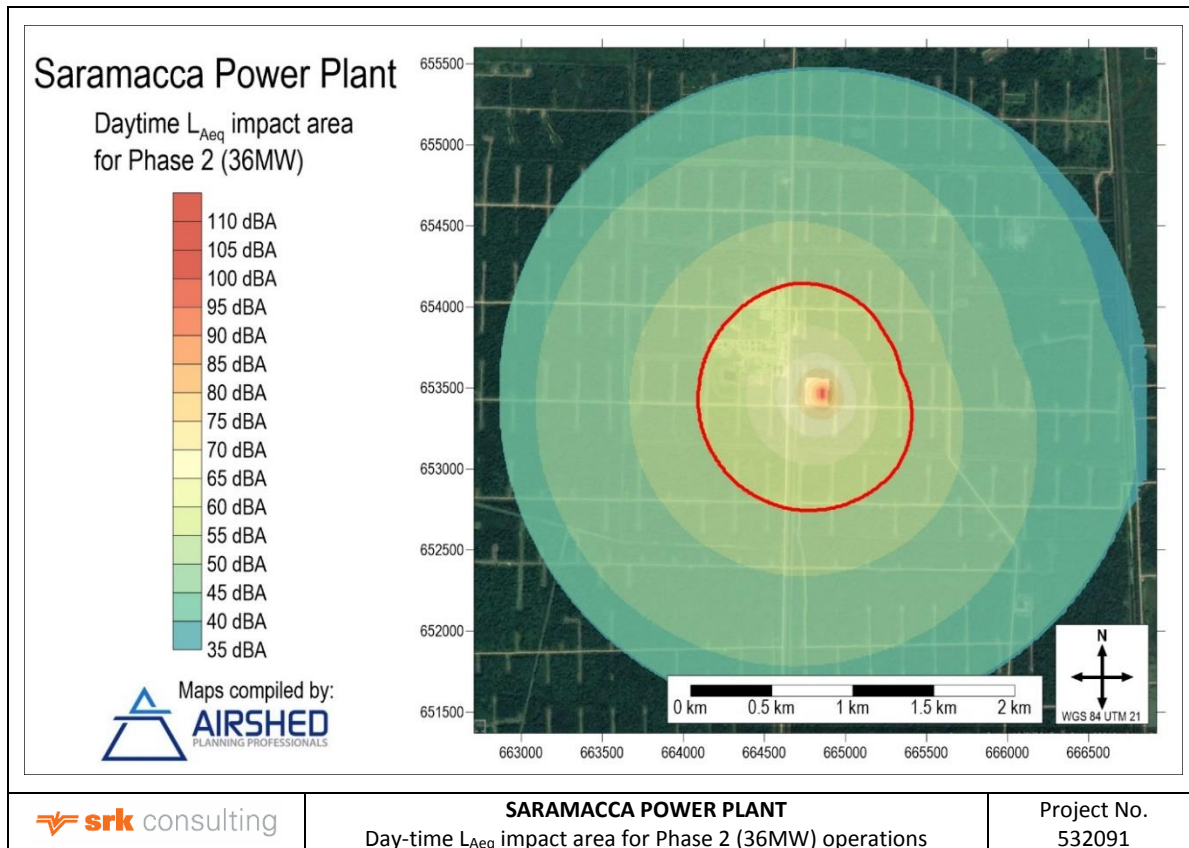 Saramacca Power Plant
Daytime LAeq impact area
for Phase 2 (36MW)
110 dBA
105 dBA
100 dBA
95 dBA
90 dBA
85 dBA
80 dBA
75 dBA
70 dBA
65 dBA
60 dBA
55 dBA
50 dBA
45 dBA
40 dBA
35 dBA
Maps compiled by:
AIRSHED
PLANNING PROFESSIONALS
655500
655000
654500
654000
653500
653000
652500
652000
651500
663000 663500 664000 664500 665000 665500 666000 666500
0 km 0.5 km 1 km 1.5 km 2 km
N
WGS 84 UTM 21
srk consulting
SARAMACCA POWER PLANT
Day-time LAeq impact area for Phase 2 (36MW) operations
Project No.
532091